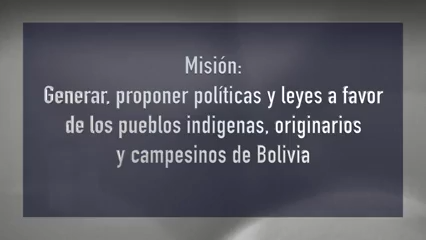 Misión:
Generar, proponer políticas y leyes a favor
de los pueblos indigenas, originarios
y campesinos de Bolivia